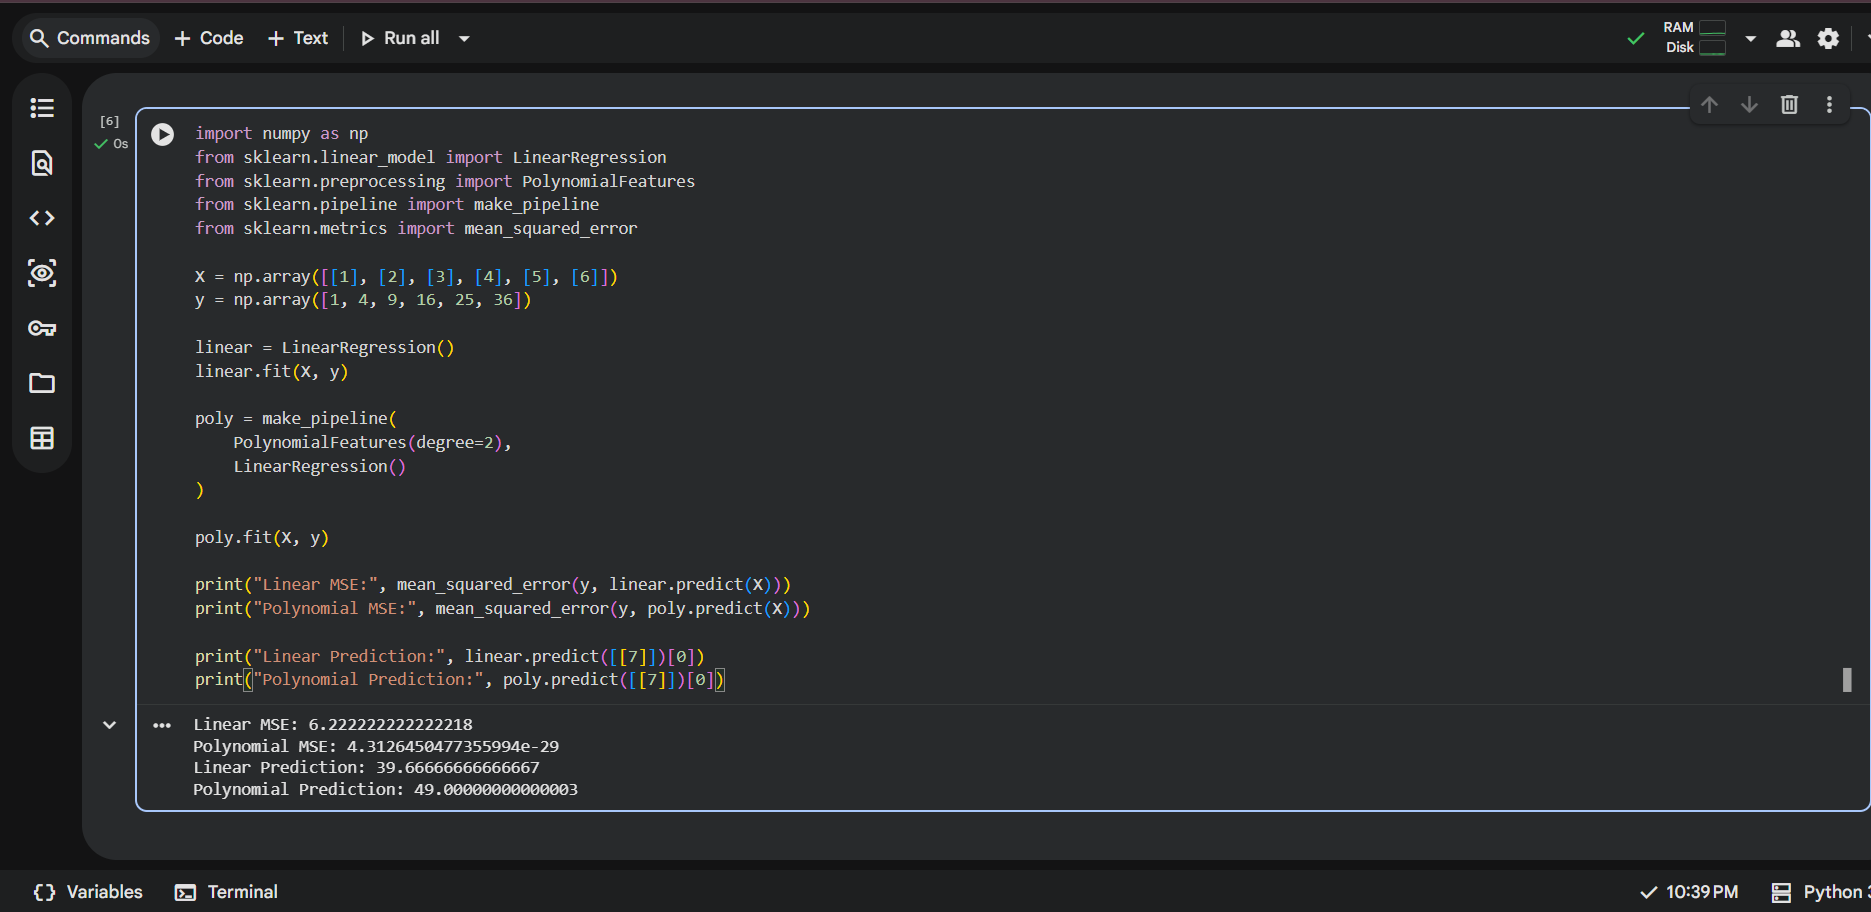 Commands + Code + Text Run all
RAM
Disk
[6]
0s
import numpy as np
from sklearn.linear_model import LinearRegression
from sklearn.preprocessing import PolynomialFeatures
from sklearn.pipeline import make_pipeline
from sklearn.metrics import mean_squared_error
X = np.array([[1], [2], [3], [4], [5], [6]])
y = np.array([1, 4, 9, 16, 25, 36])
linear = LinearRegression()
linear.fit(X, y)
poly = make_pipeline(
    PolynomialFeatures(degree=2),
    LinearRegression()
)
poly.fit(X, y)
print("Linear MSE:", mean_squared_error(y, linear.predict(X)))
print("Polynomial MSE:", mean_squared_error(y, poly.predict(X)))
print("Linear Prediction:", linear.predict([[7]])[0])
print("Polynomial Prediction:", poly.predict([[7]])[0])
Linear MSE: 6.222222222222218
Polynomial MSE: 4.3126450477355994e-29
Linear Prediction: 39.66666666666667
Polynomial Prediction: 49.00000000000003
{} Variables Terminal 10:39 PM Python